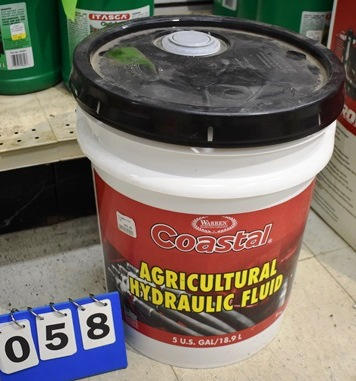 ITASCA
WARREN
Coastal
AGRICULTURAL
HYDRAULIC FLUID
5 U.S. GAL/18.9 L
058